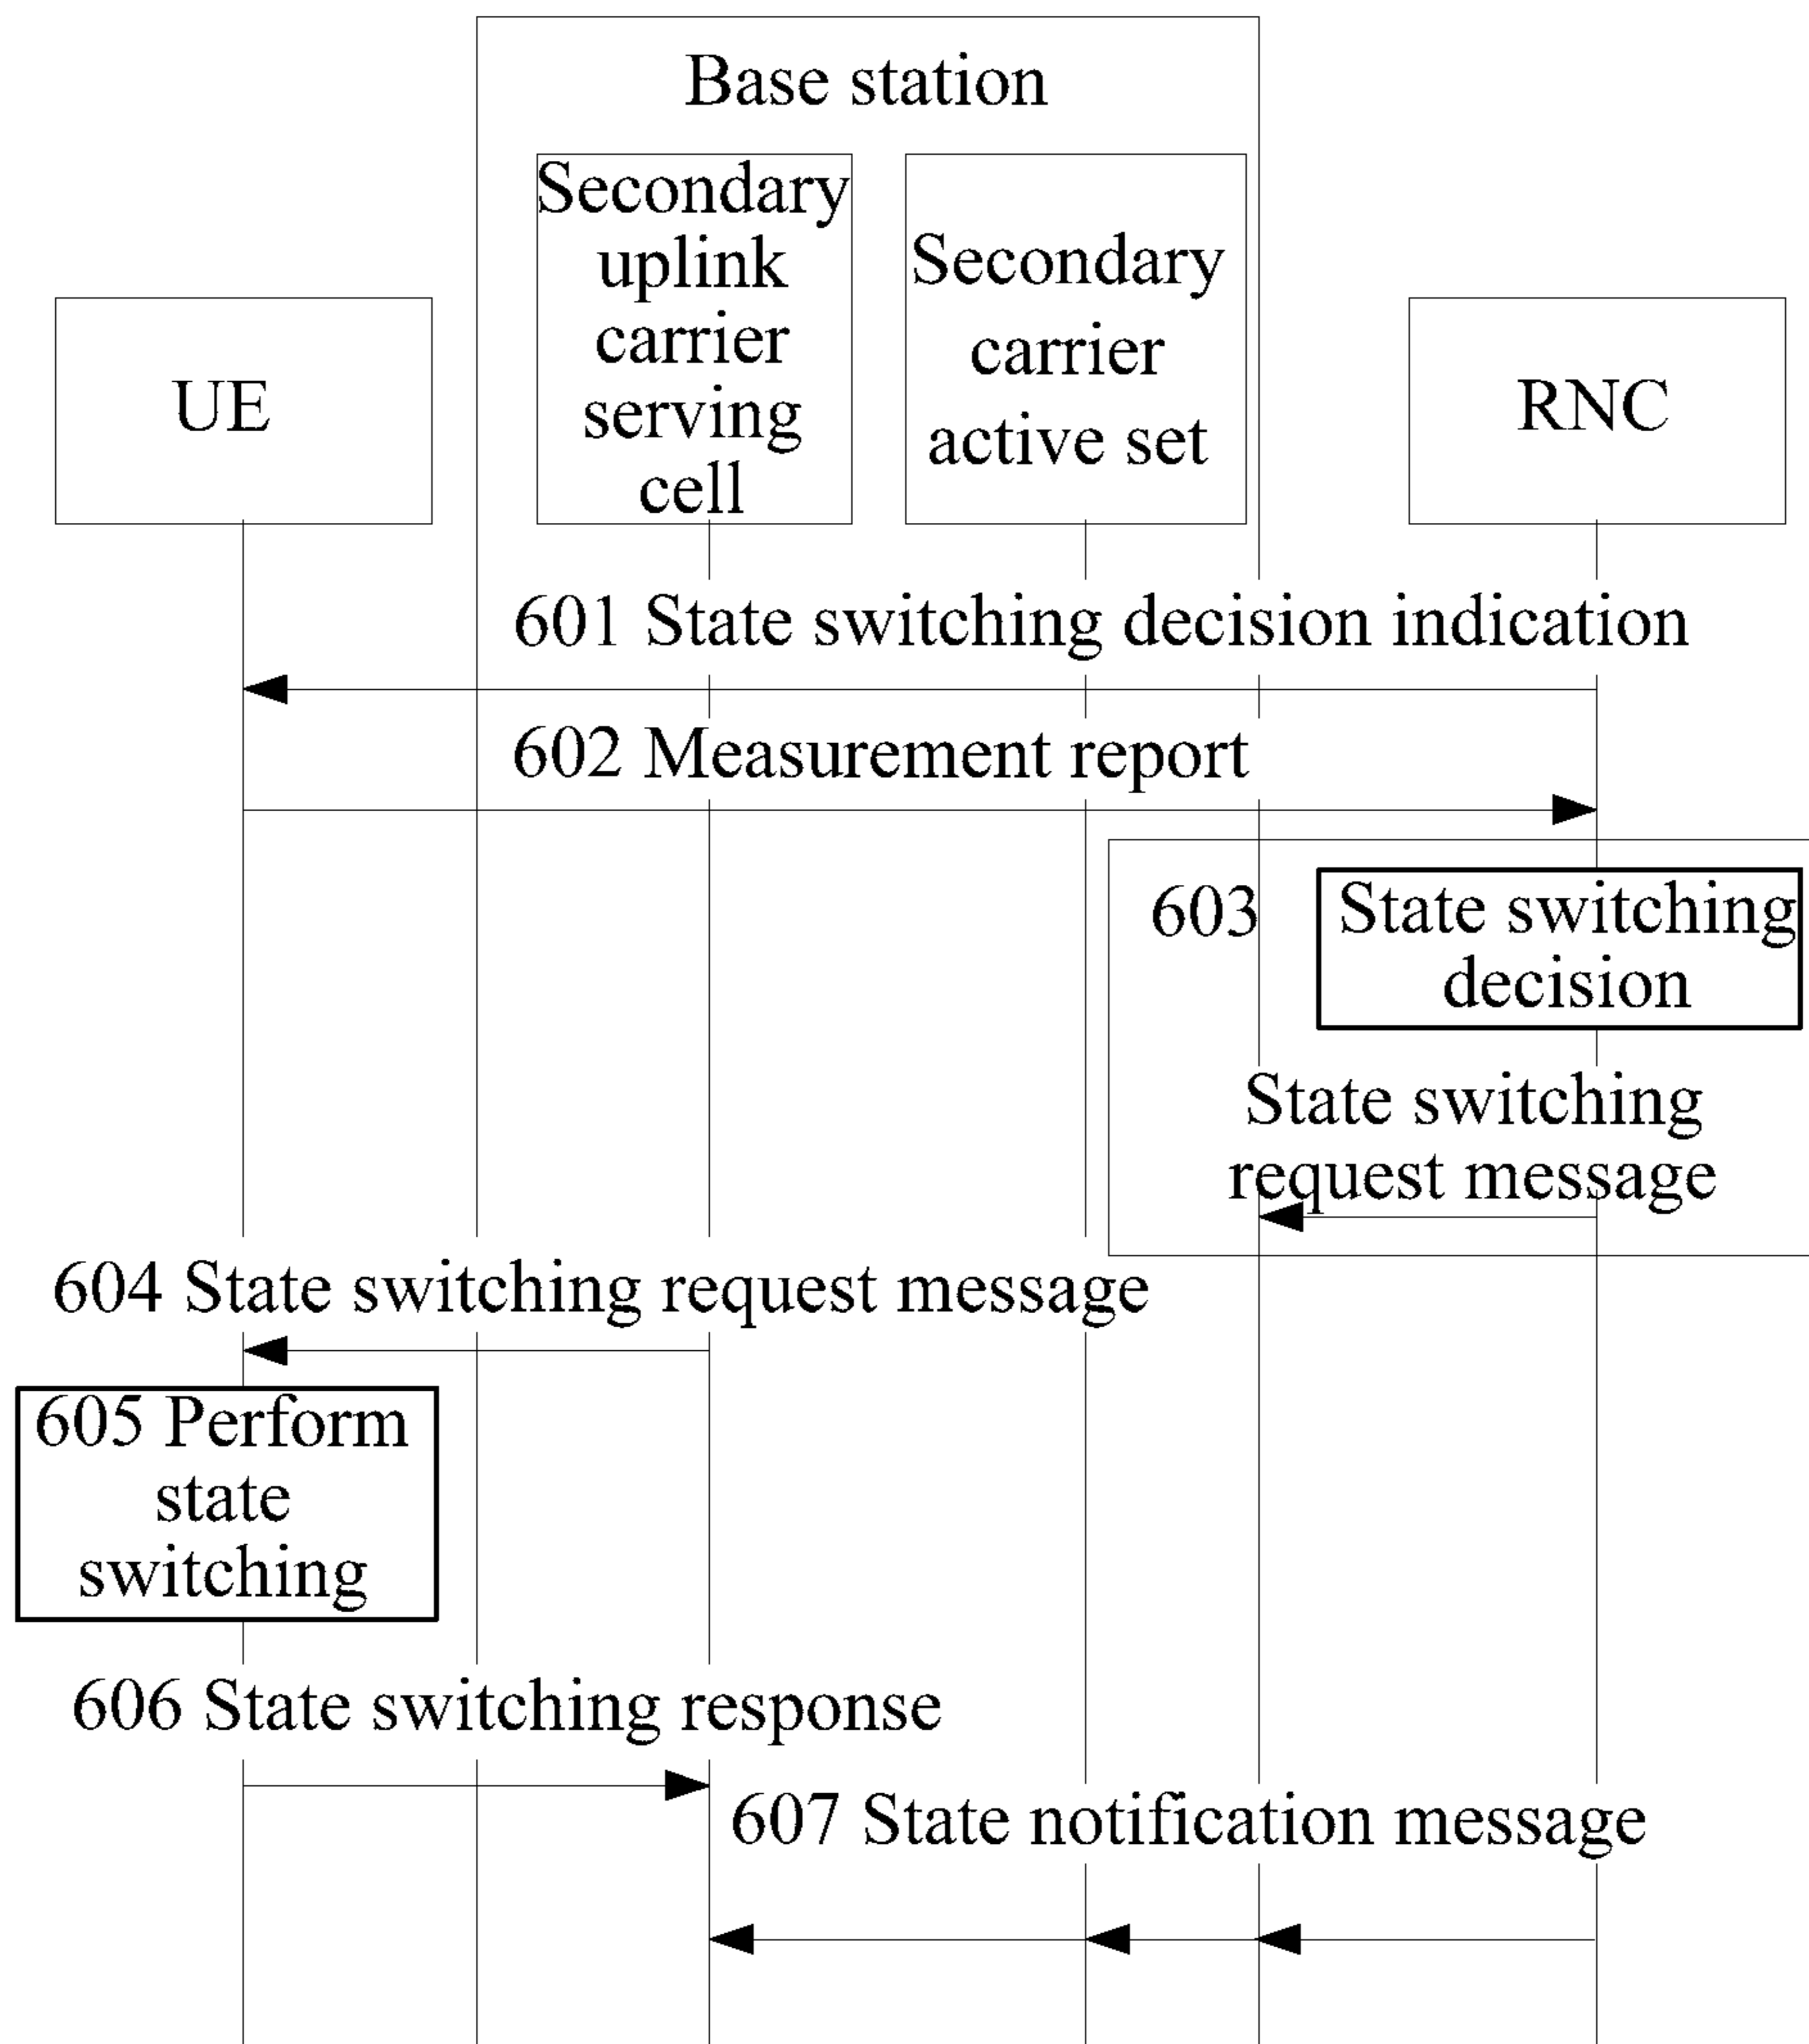 Base station
UE
Secondary
uplink
carrier
serving
cell
Secondary
carrier
active set
RNC
601 State switching decision indication
602 Measurement report
603
State switching
decision
State switching
request message
604 State switching request message
605 Perform
state
switching
606 State switching response
607 State notification message